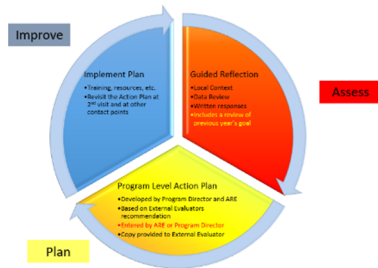 Improve
Implement Plan
•Training, resources, etc.
•Revisit the Action Plan at
2nd visit and at other
contact points
Guided Reflection
•Local Context
•Data Review
•Written responses
•Includes a review of
previous year's goal
Assess
Program Level Action Plan
•Developed by Program Director and ARE
•Based on External Evaluators
recommendation
•Entered by ARE or Program Director
•Copy provided to External Evaluator
Plan